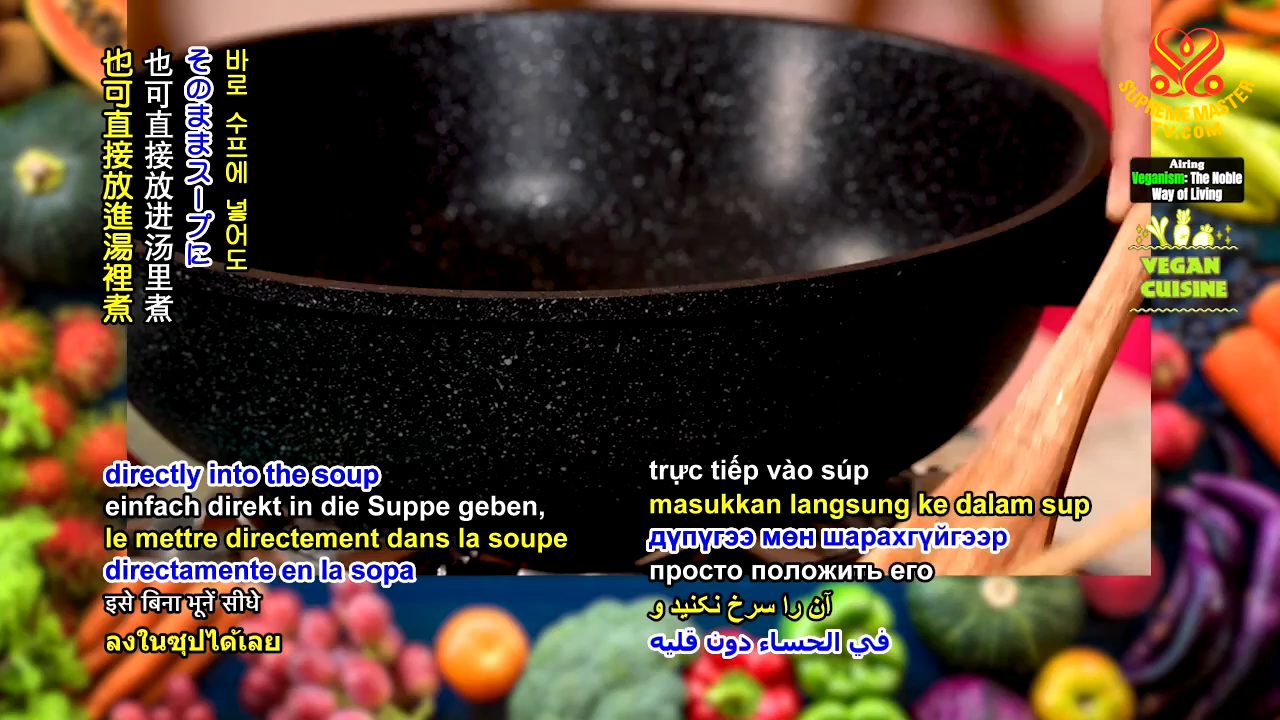 也可直接放進湯裡煮
也可直接放进汤里煮
そのままスープに
바로 수프에 넣어도
SUPREME MASTER
TV.COM
Airing
Veganism: The Noble
Way of Living
VEGAN
CUISINE
directly into the soup
einfach direkt in die Suppe geben,
le mettre directement dans la soupe
directamente en la sopa
इसे बिना भूनें सीधे
ลงในซุปได้เลย
trực tiếp vào súp
masukkan langsung ke dalam sup
дүпүгээ мөн шарахгүйгээр
просто положить его
آن را سرخ نکنید و
في الحساء دون قليه